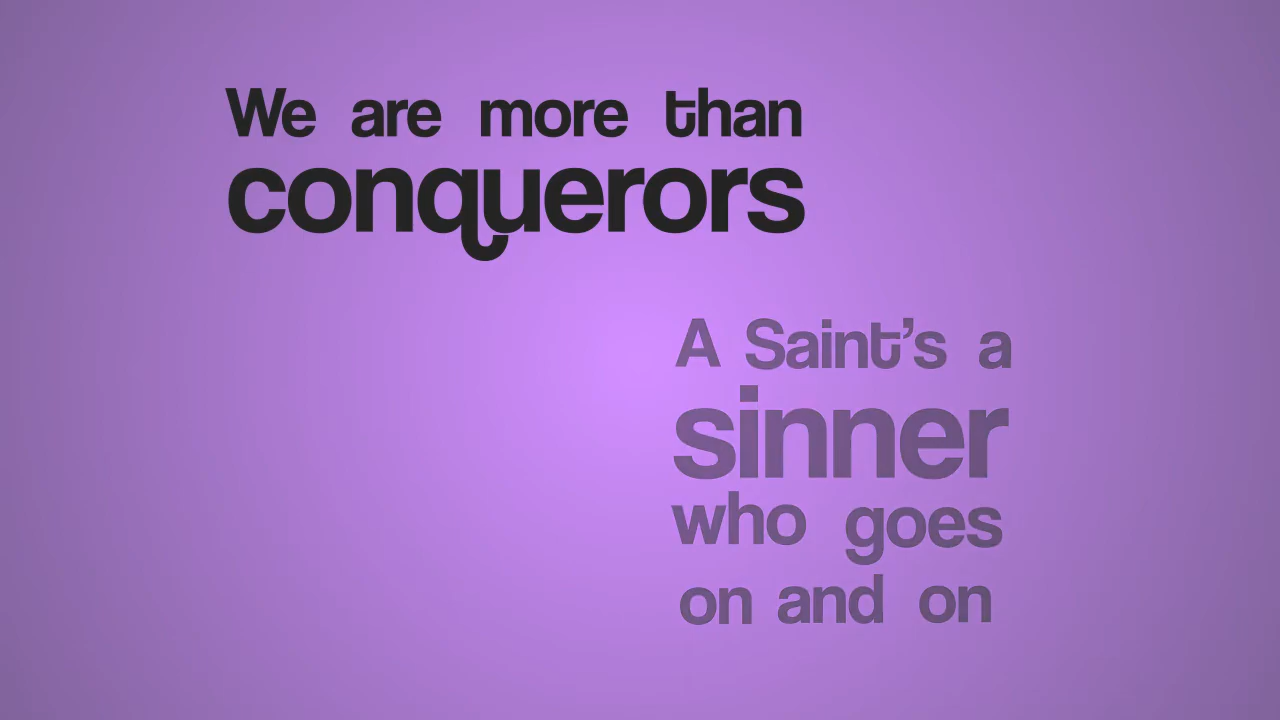 We are more than
conquerors
A Saint's a
sinner
who goes
on and on